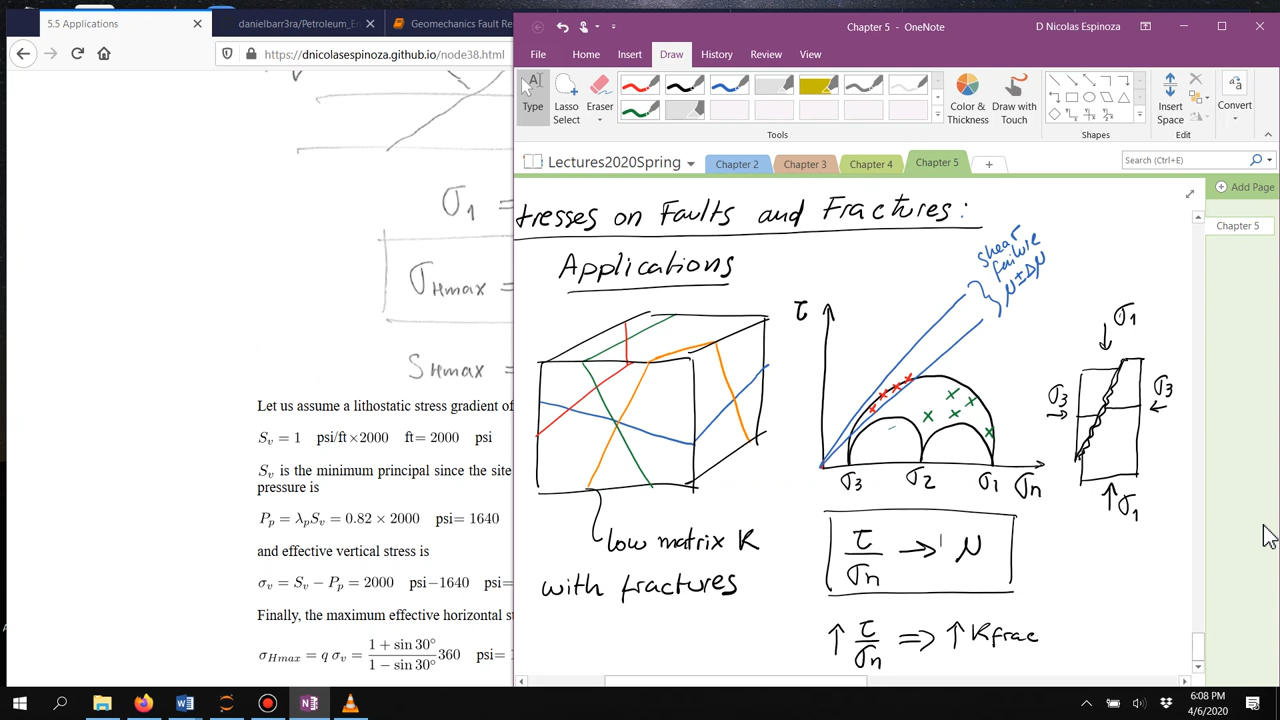 5.5 Applications
danielbarr3ra/Petroleum_E
Geomechanics Fault Re
https://dnicolasespinoza.github.io/node38.html
σ1 =
σHmax =
SHmax =
Let us assume a lithostatic stress gradient of
Sv = 1 psi/ft×2000 ft= 2000 psi
Sv is the minimum principal since the site
pressure is
Pp = λpSv = 0.82 × 2000 psi= 1640
and effective vertical stress is
σv = Sv − Pp = 2000 psi−1640 psi=
Finally, the maximum effective horizontal s
σHmax = q σv = 1 + sin 30° / 1 − sin 30° 360 psi=
Chapter 5 - OneNote
D Nicolas Espinoza
File Home Insert Draw History Review View
Type
Lasso Select
Eraser
Color & Thickness
Draw with Touch
Insert Space
Convert
Tools
Shapes
Edit
Lectures2020Spring
Chapter 2
Chapter 3
Chapter 4
Chapter 5
Search (Ctrl+E)
Add Page
Chapter 5
tresses on Faults and Fractures:
Applications
shear
failure
μ±Δμ
τ
σ3 σ2 σ1 σn
σ1
σ3 σ3
σ1
low matrix K
with fractures
τ/σn → μ
↑ τ/σn ⇒ ↑ Kfrac
6:08 PM
4/6/2020